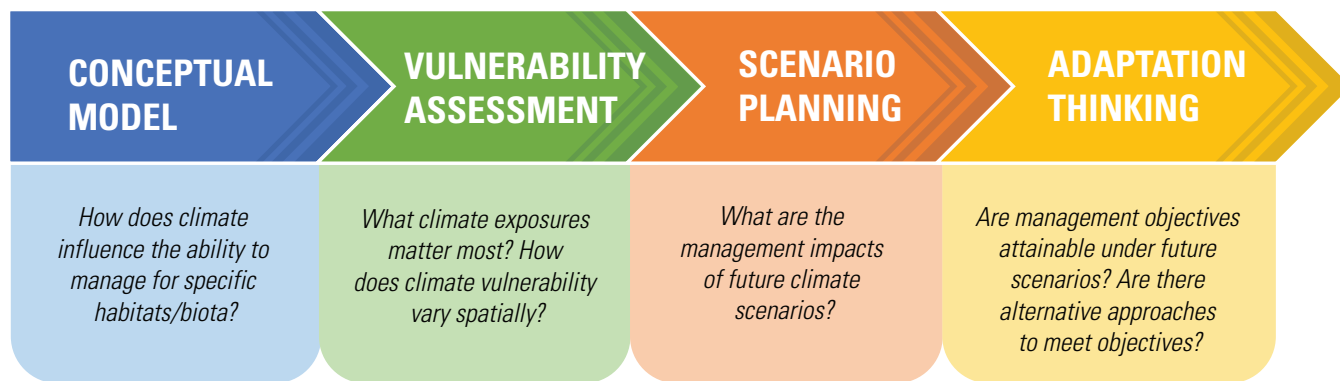 CONCEPTUAL
MODEL
How does climate
influence the ability to
manage for specific
habitats/biota?
VULNERABILITY
ASSESSMENT
What climate exposures
matter most? How
does climate vulnerability
vary spatially?
SCENARIO
PLANNING
What are the
management impacts
of future climate
scenarios?
ADAPTATION
THINKING
Are management objectives
attainable under future
scenarios? Are there
alternative approaches
to meet objectives?